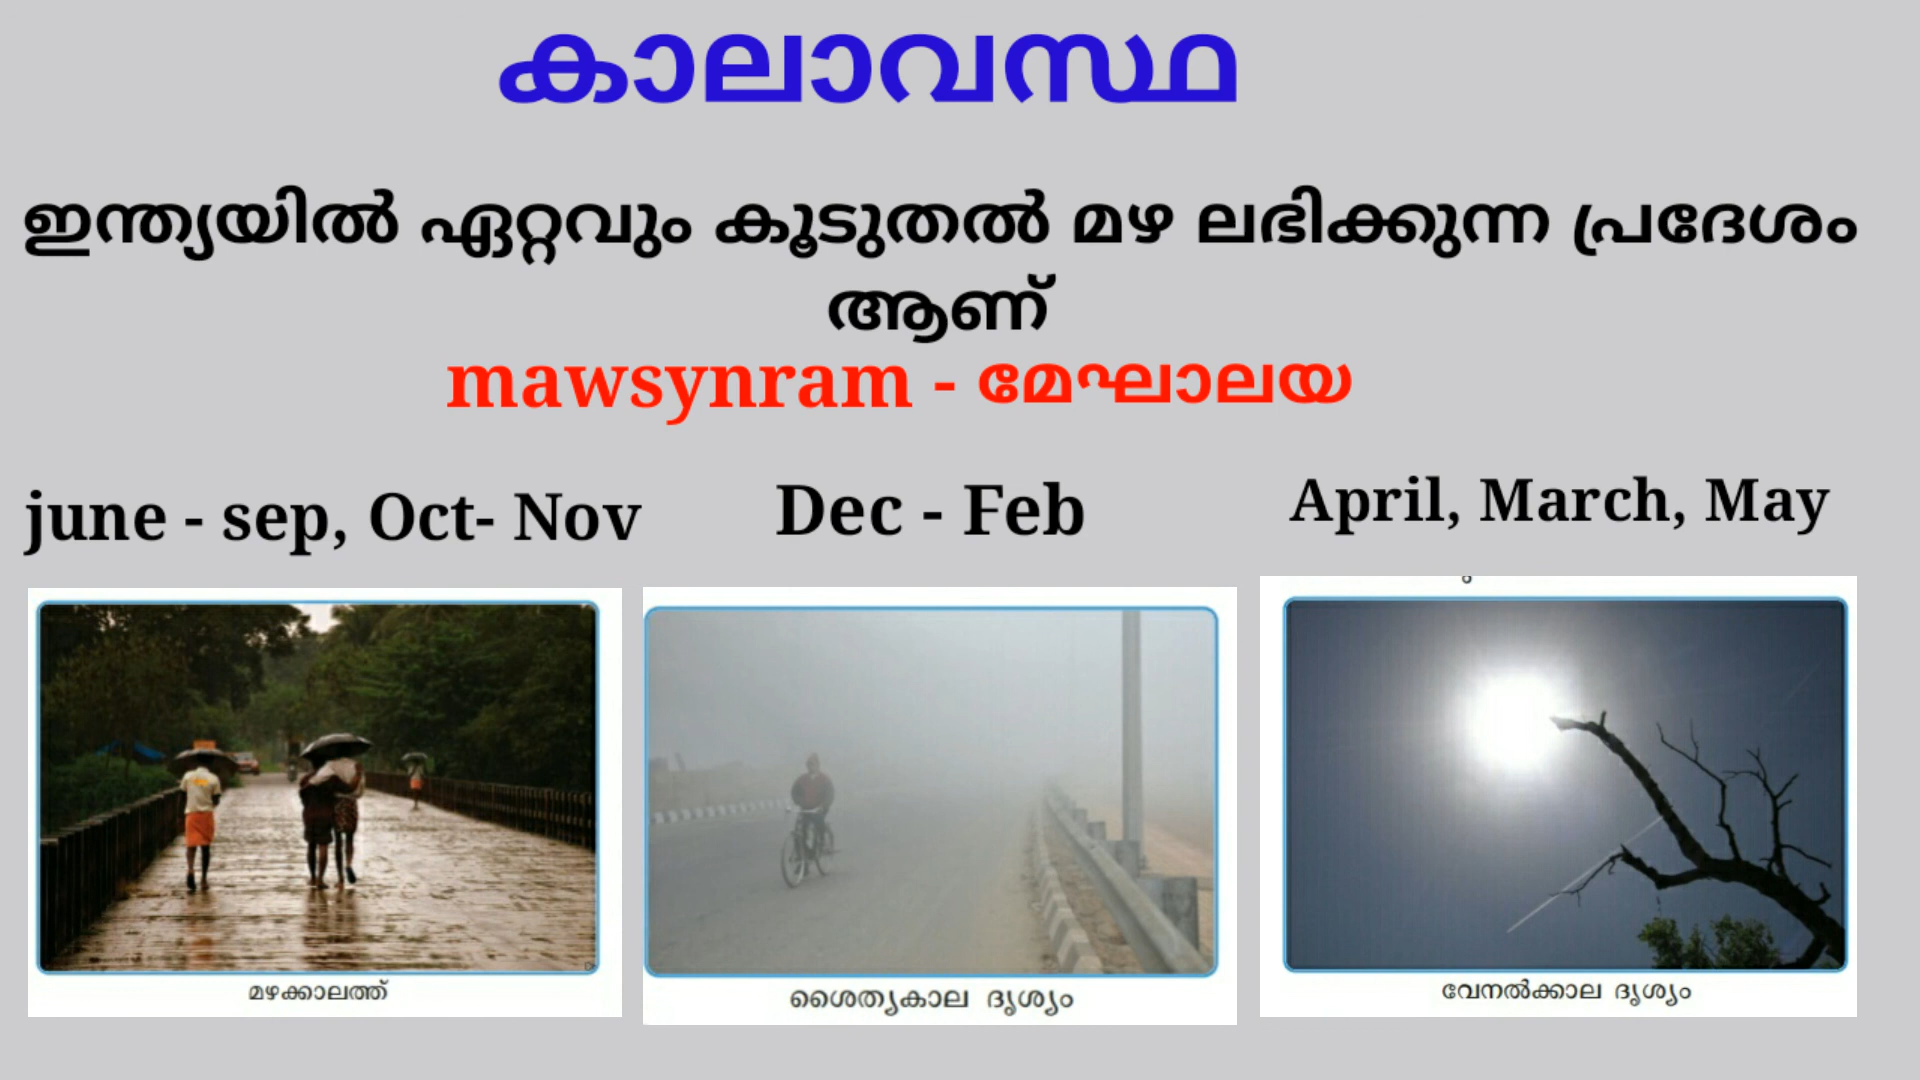 കാലാവസ്ഥ
ഇന്ത്യയിൽ ഏറ്റവും കൂടുതൽ മഴ ലഭിക്കുന്ന പ്രദേശം
ആണ്
mawsynram - മേഘാലയ
june - sep, Oct- Nov
Dec - Feb
April, March, May
മഴക്കാലത്ത്
ശൈത്യകാല ദൃശ്യം
വേനൽക്കാല ദൃശ്യം